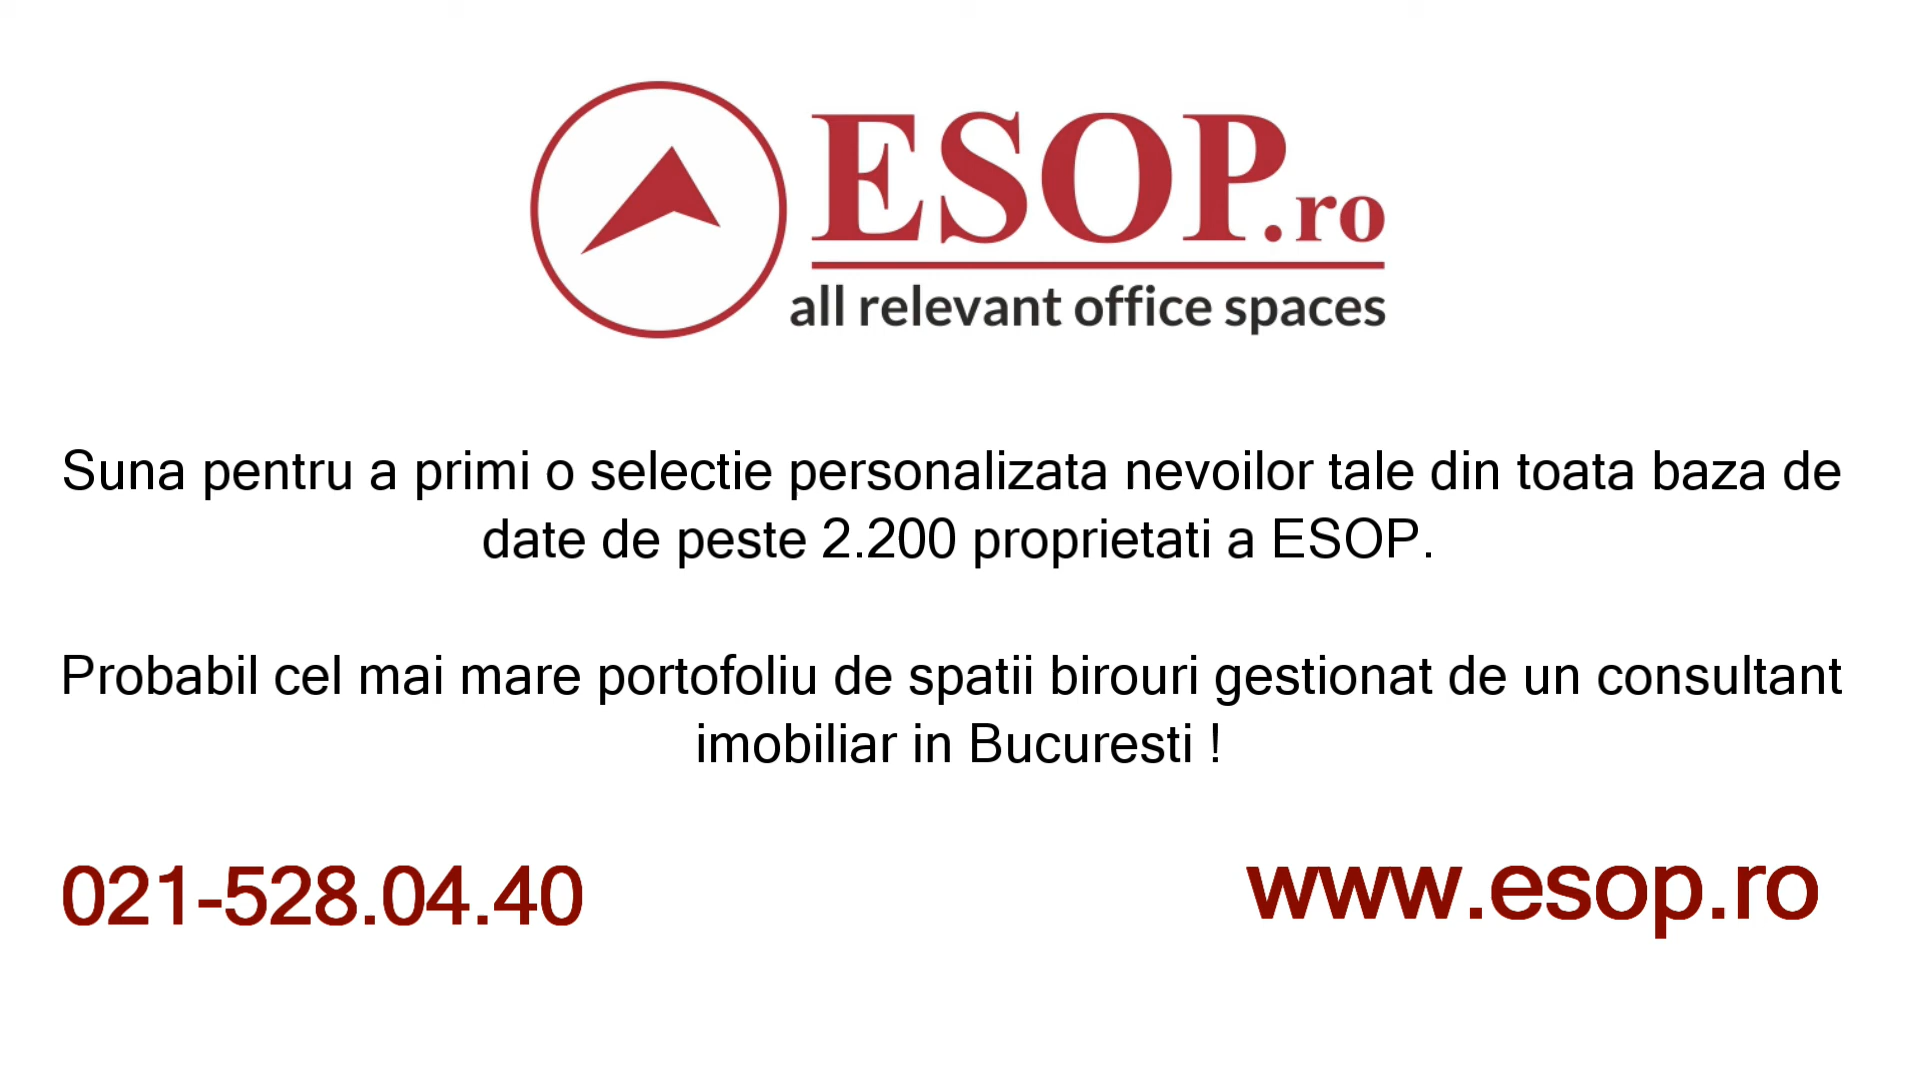 ESOP.ro
all relevant office spaces
Suna pentru a primi o selectie personalizata nevoilor tale din toata baza de
date de peste 2.200 proprietati a ESOP.
Probabil cel mai mare portofoliu de spatii birouri gestionat de un consultant
imobiliar in Bucuresti !
021-528.04.40
www.esop.ro